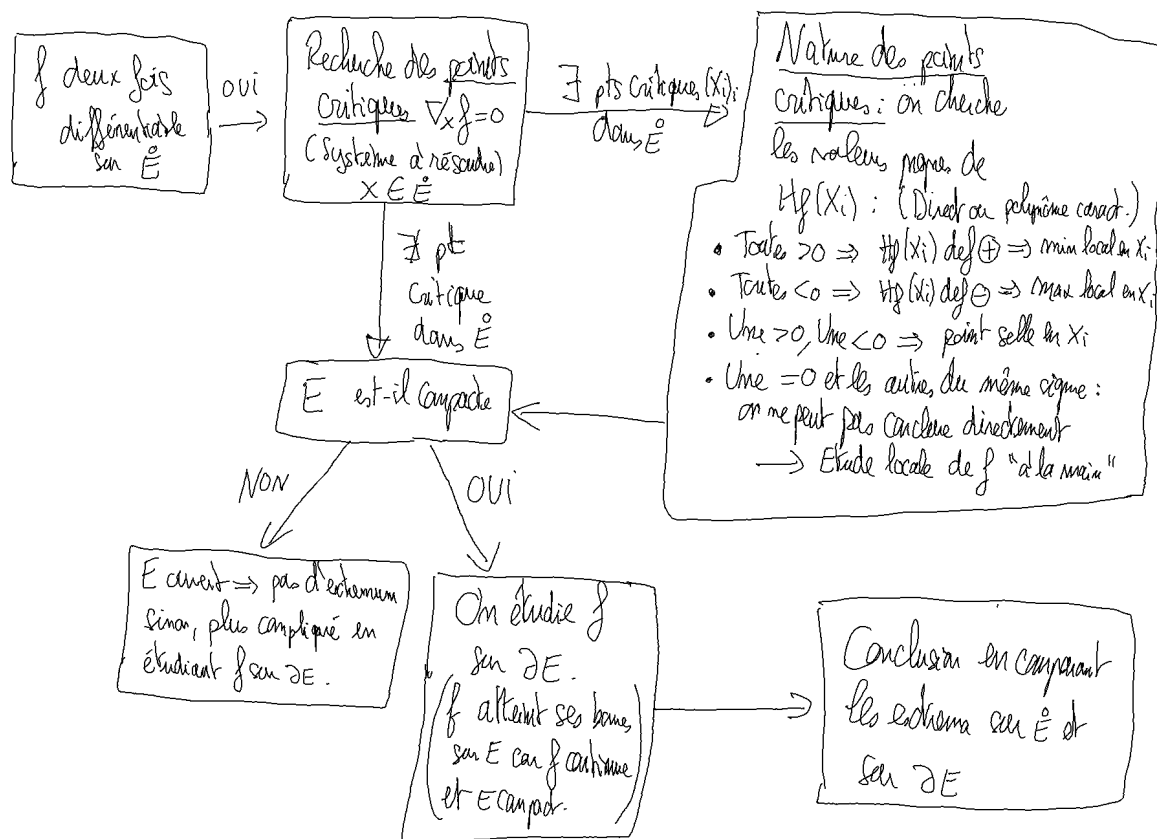 f deux fois
différentiable
sur E̊
OUI
Recherche des points
critiques ∇ₓf=0
(Système à résoudre)
X ∈ E̊
∃ pts critiques (Xi)i
dans E̊
Nature des points
critiques : on cherche
les valeurs propres de
Hf(Xi) : (Direct ou polynôme caract.)
• Toutes >0 ⇒ Hf(Xi) def ⊕ ⇒ min local en Xi
• Toutes <0 ⇒ Hf(Xi) def ⊖ ⇒ max local en Xi
• Une >0, Une <0 ⇒ point selle en Xi
• Une =0 et les autres du même signe :
on ne peut pas conclure directement
→ Etude locale de f "à la main"
∄ pt
critique
dans E̊
E est-il compacte
NON
OUI
E ouvert ⇒ pas d'extremum
sinon, plus compliqué en
étudiant f sur ∂E.
On étudie f
sur ∂E.
(f atteint ses bornes
sur E car f continue
et E compact.)
Conclusion en comparant
les extrema sur E̊ et
sur ∂E